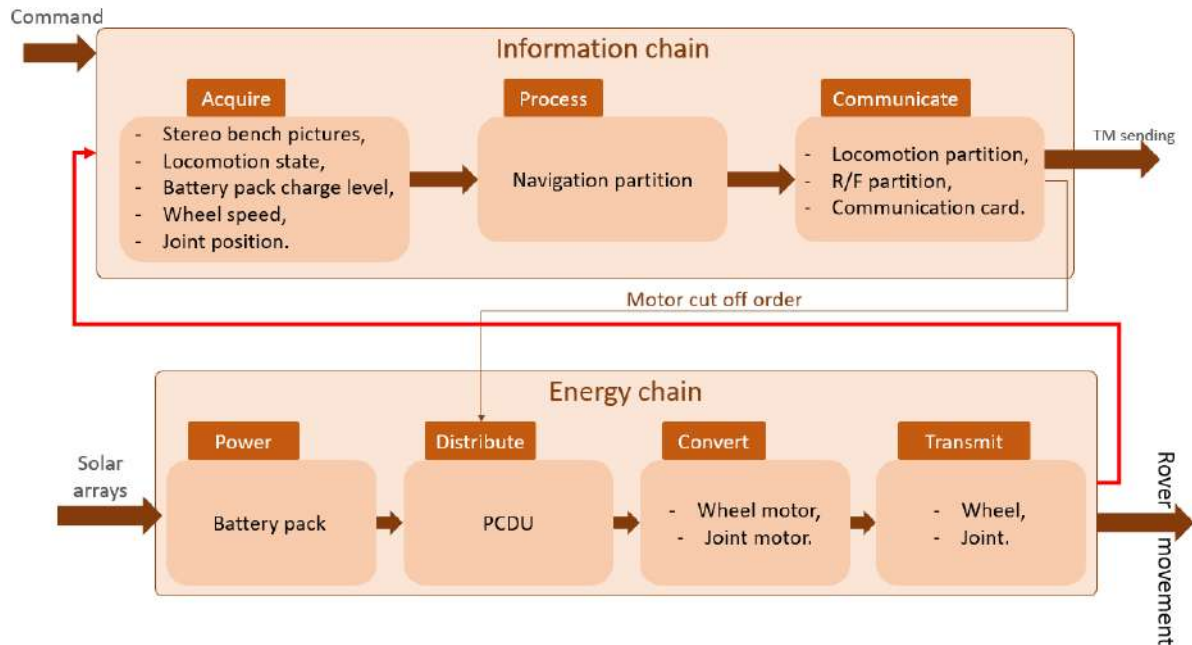 Command
Information chain
Acquire
Process
Communicate
- Stereo bench pictures,
- Locomotion state,
- Battery pack charge level,
- Wheel speed,
- Joint position.
Navigation partition
- Locomotion partition,
- R/F partition,
- Communication card.
TM sending
Motor cut off order
Energy chain
Power
Distribute
Convert
Transmit
Solar
arrays
Battery pack
PCDU
- Wheel motor,
- Joint motor.
- Wheel,
- Joint.
Rover movement